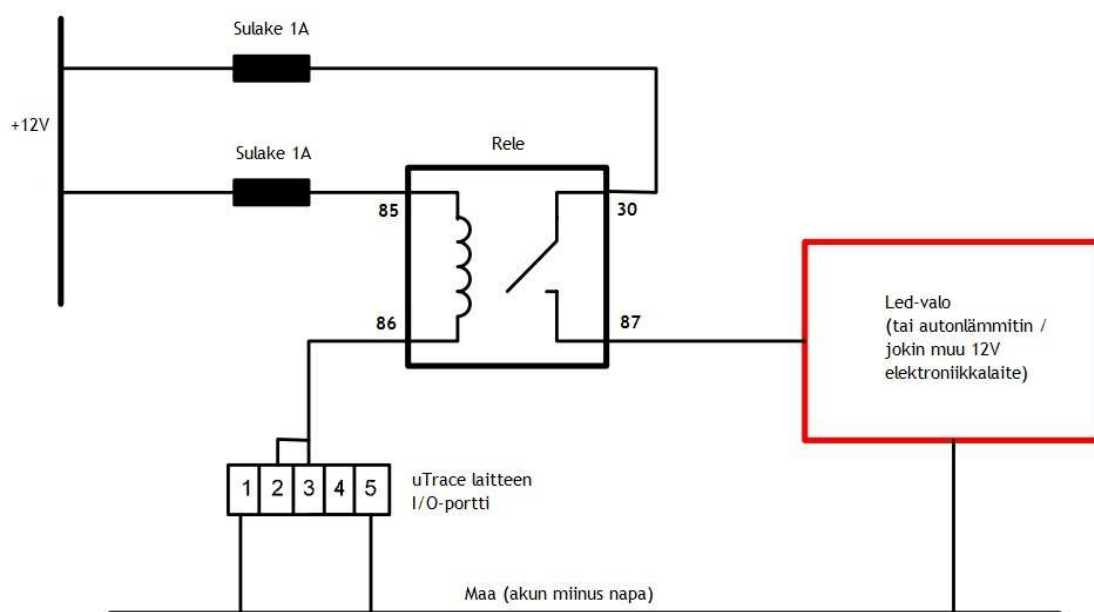 Sulake 1A
+12V
Sulake 1A
Rele
85
30
86
87
Led-valo
(tai autonlämmitin /
jokin muu 12V
elektroniikkalaite)
1 2 3 4 5
uTrace laitteen
I/O-portti
Maa (akun miinus napa)